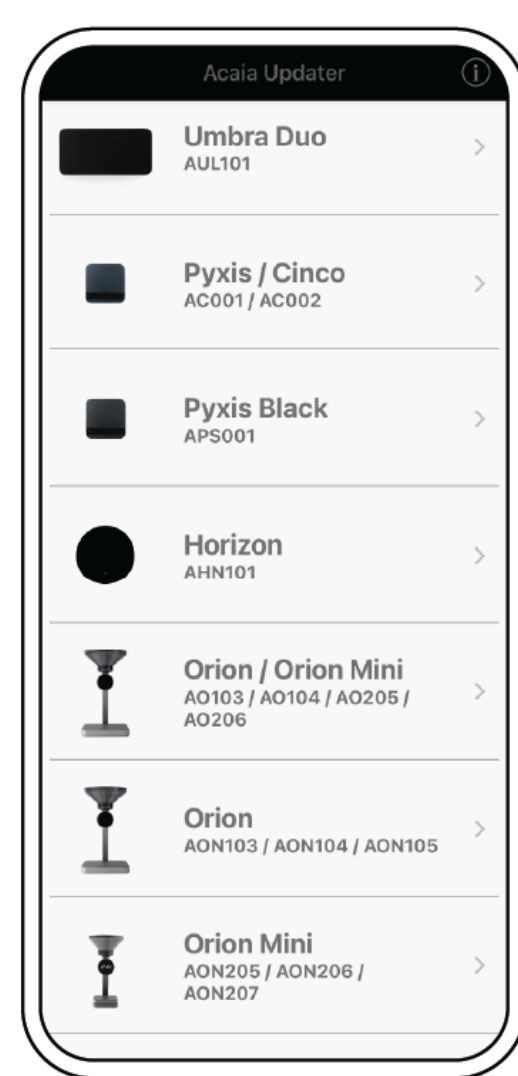 Acaia Updater
Umbra Duo
AUL101
Pyxis / Cinco
AC001 / AC002
Pyxis Black
APS001
Horizon
AHN101
Orion / Orion Mini
AO103 / AO104 / AO205 /
AO206
Orion
AON103 / AON104 / AON105
Orion Mini
AON205 / AON206 /
AON207